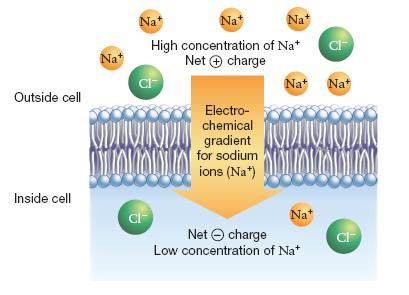 Na⁺
Na⁺
Na⁺
High concentration of Na⁺
Cl⁻
Net ⊕ charge
Na⁺
Cl⁻
Na⁺
Na⁺
Outside cell
Electro-
chemical
gradient
for sodium
ions (Na⁺)
Inside cell
Cl⁻
Na⁺
Net ⊖ charge
Cl⁻
Low concentration of Na⁺